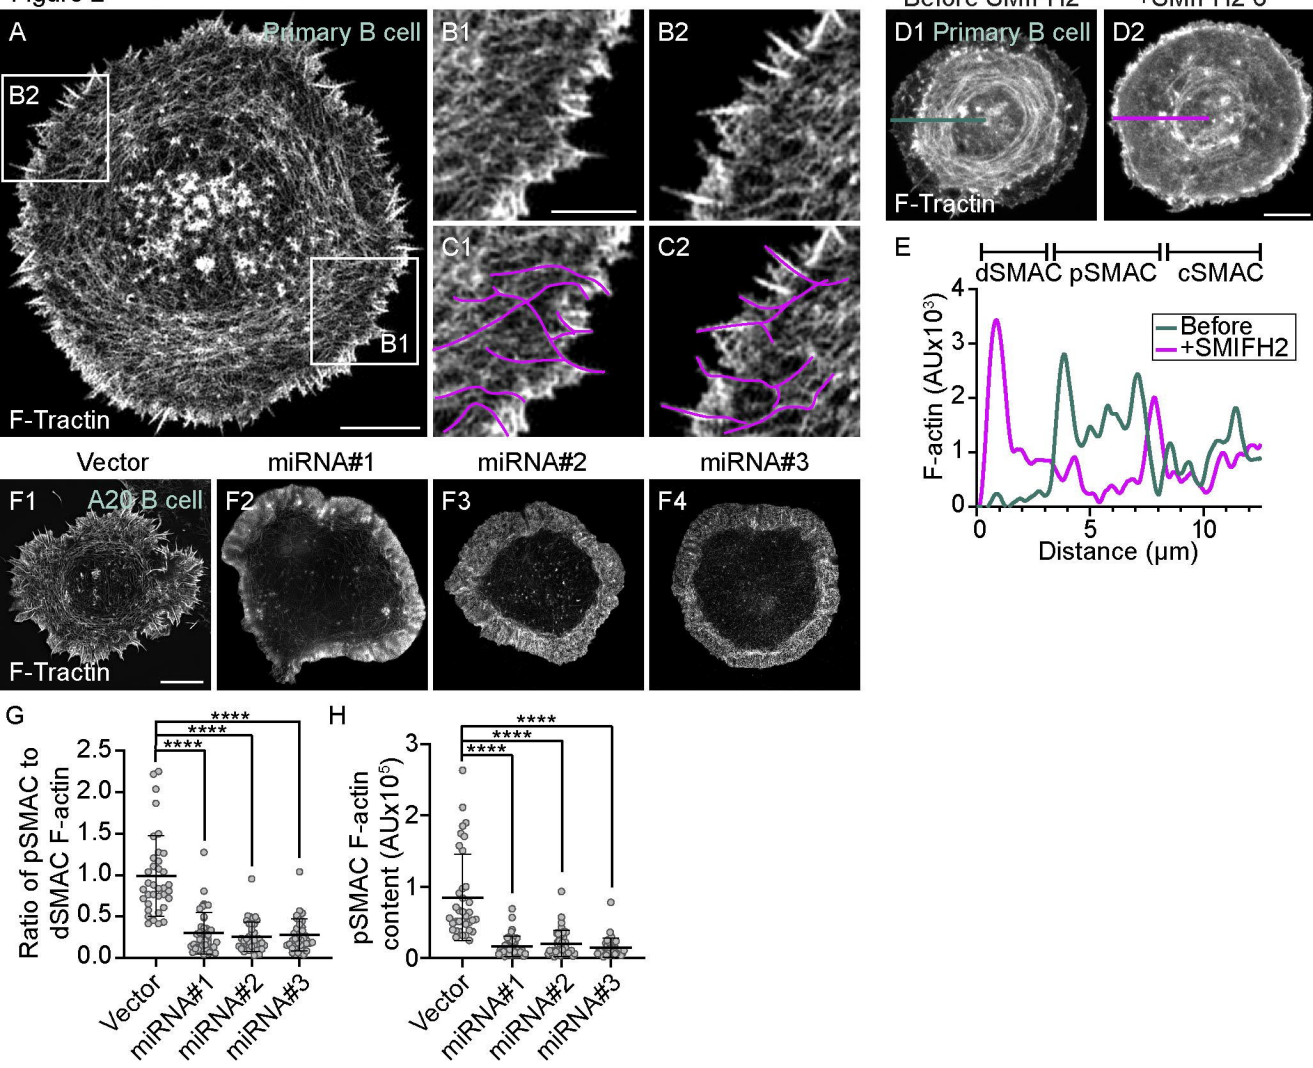 Figure 2
A
Primary B cell
B2
B1
F-Tractin
B1
B2
C1
C2
Before SMIFH2
D1 Primary B cell
D2
F-Tractin
E
dSMAC pSMAC cSMAC
F-actin (AUx10³)
4
3
2
1
0
Before
+SMIFH2
0 5 10
Distance (µm)
Vector
miRNA#1
miRNA#2
miRNA#3
F1
A20 B cell
F-Tractin
F2
F3
F4
G
Ratio of pSMAC to
dSMAC F-actin
2.5
2.0
1.5
1.0
0.5
0.0
****
****
****
Vector
miRNA#1
miRNA#2
miRNA#3
H
pSMAC F-actin
content (AUx10⁵)
3
2
1
0
****
****
****
Vector
miRNA#1
miRNA#2
miRNA#3